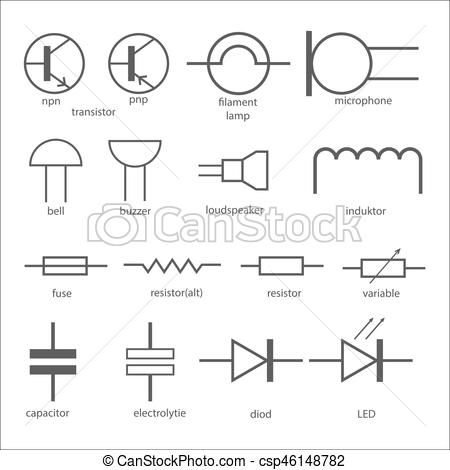 npn
pnp
transistor
filament
lamp
microphone
bell
buzzer
loudspeaker
induktor
© CanStockPhoto
fuse
resistor(alt)
resistor
variable
capacitor
electrolytie
diod
LED
© Can Stock Photo - csp46148782